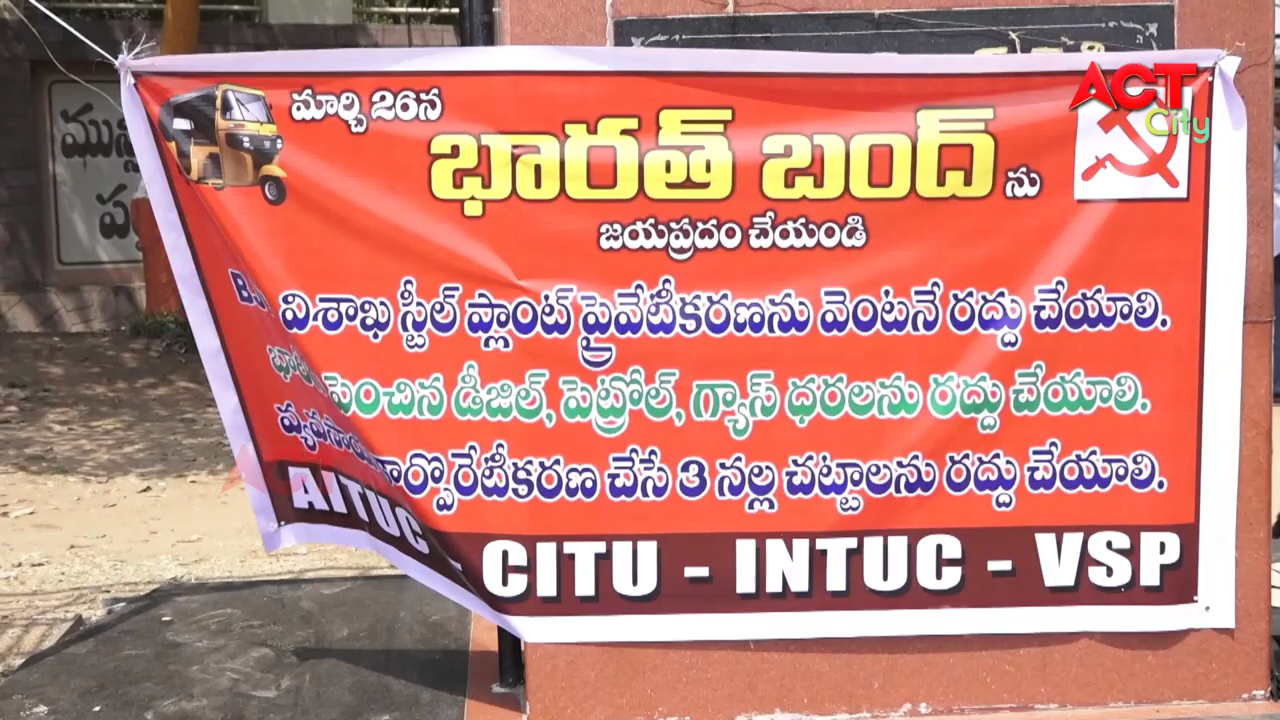 ACT
City
మార్చి 26న
భారత్ బంద్ ను
జయప్రదం చేయండి
విశాఖ స్టీల్ ప్లాంట్ ప్రైవేటీకరణను వెంటనే రద్దు చేయాలి.
పెంచిన డీజిల్, పెట్రోల్, గ్యాస్ ధరలను రద్దు చేయాలి.
చేసే 3 నల్ల చట్టాలను రద్దు చేయాలి.
AITUC - CITU - INTUC - VSP